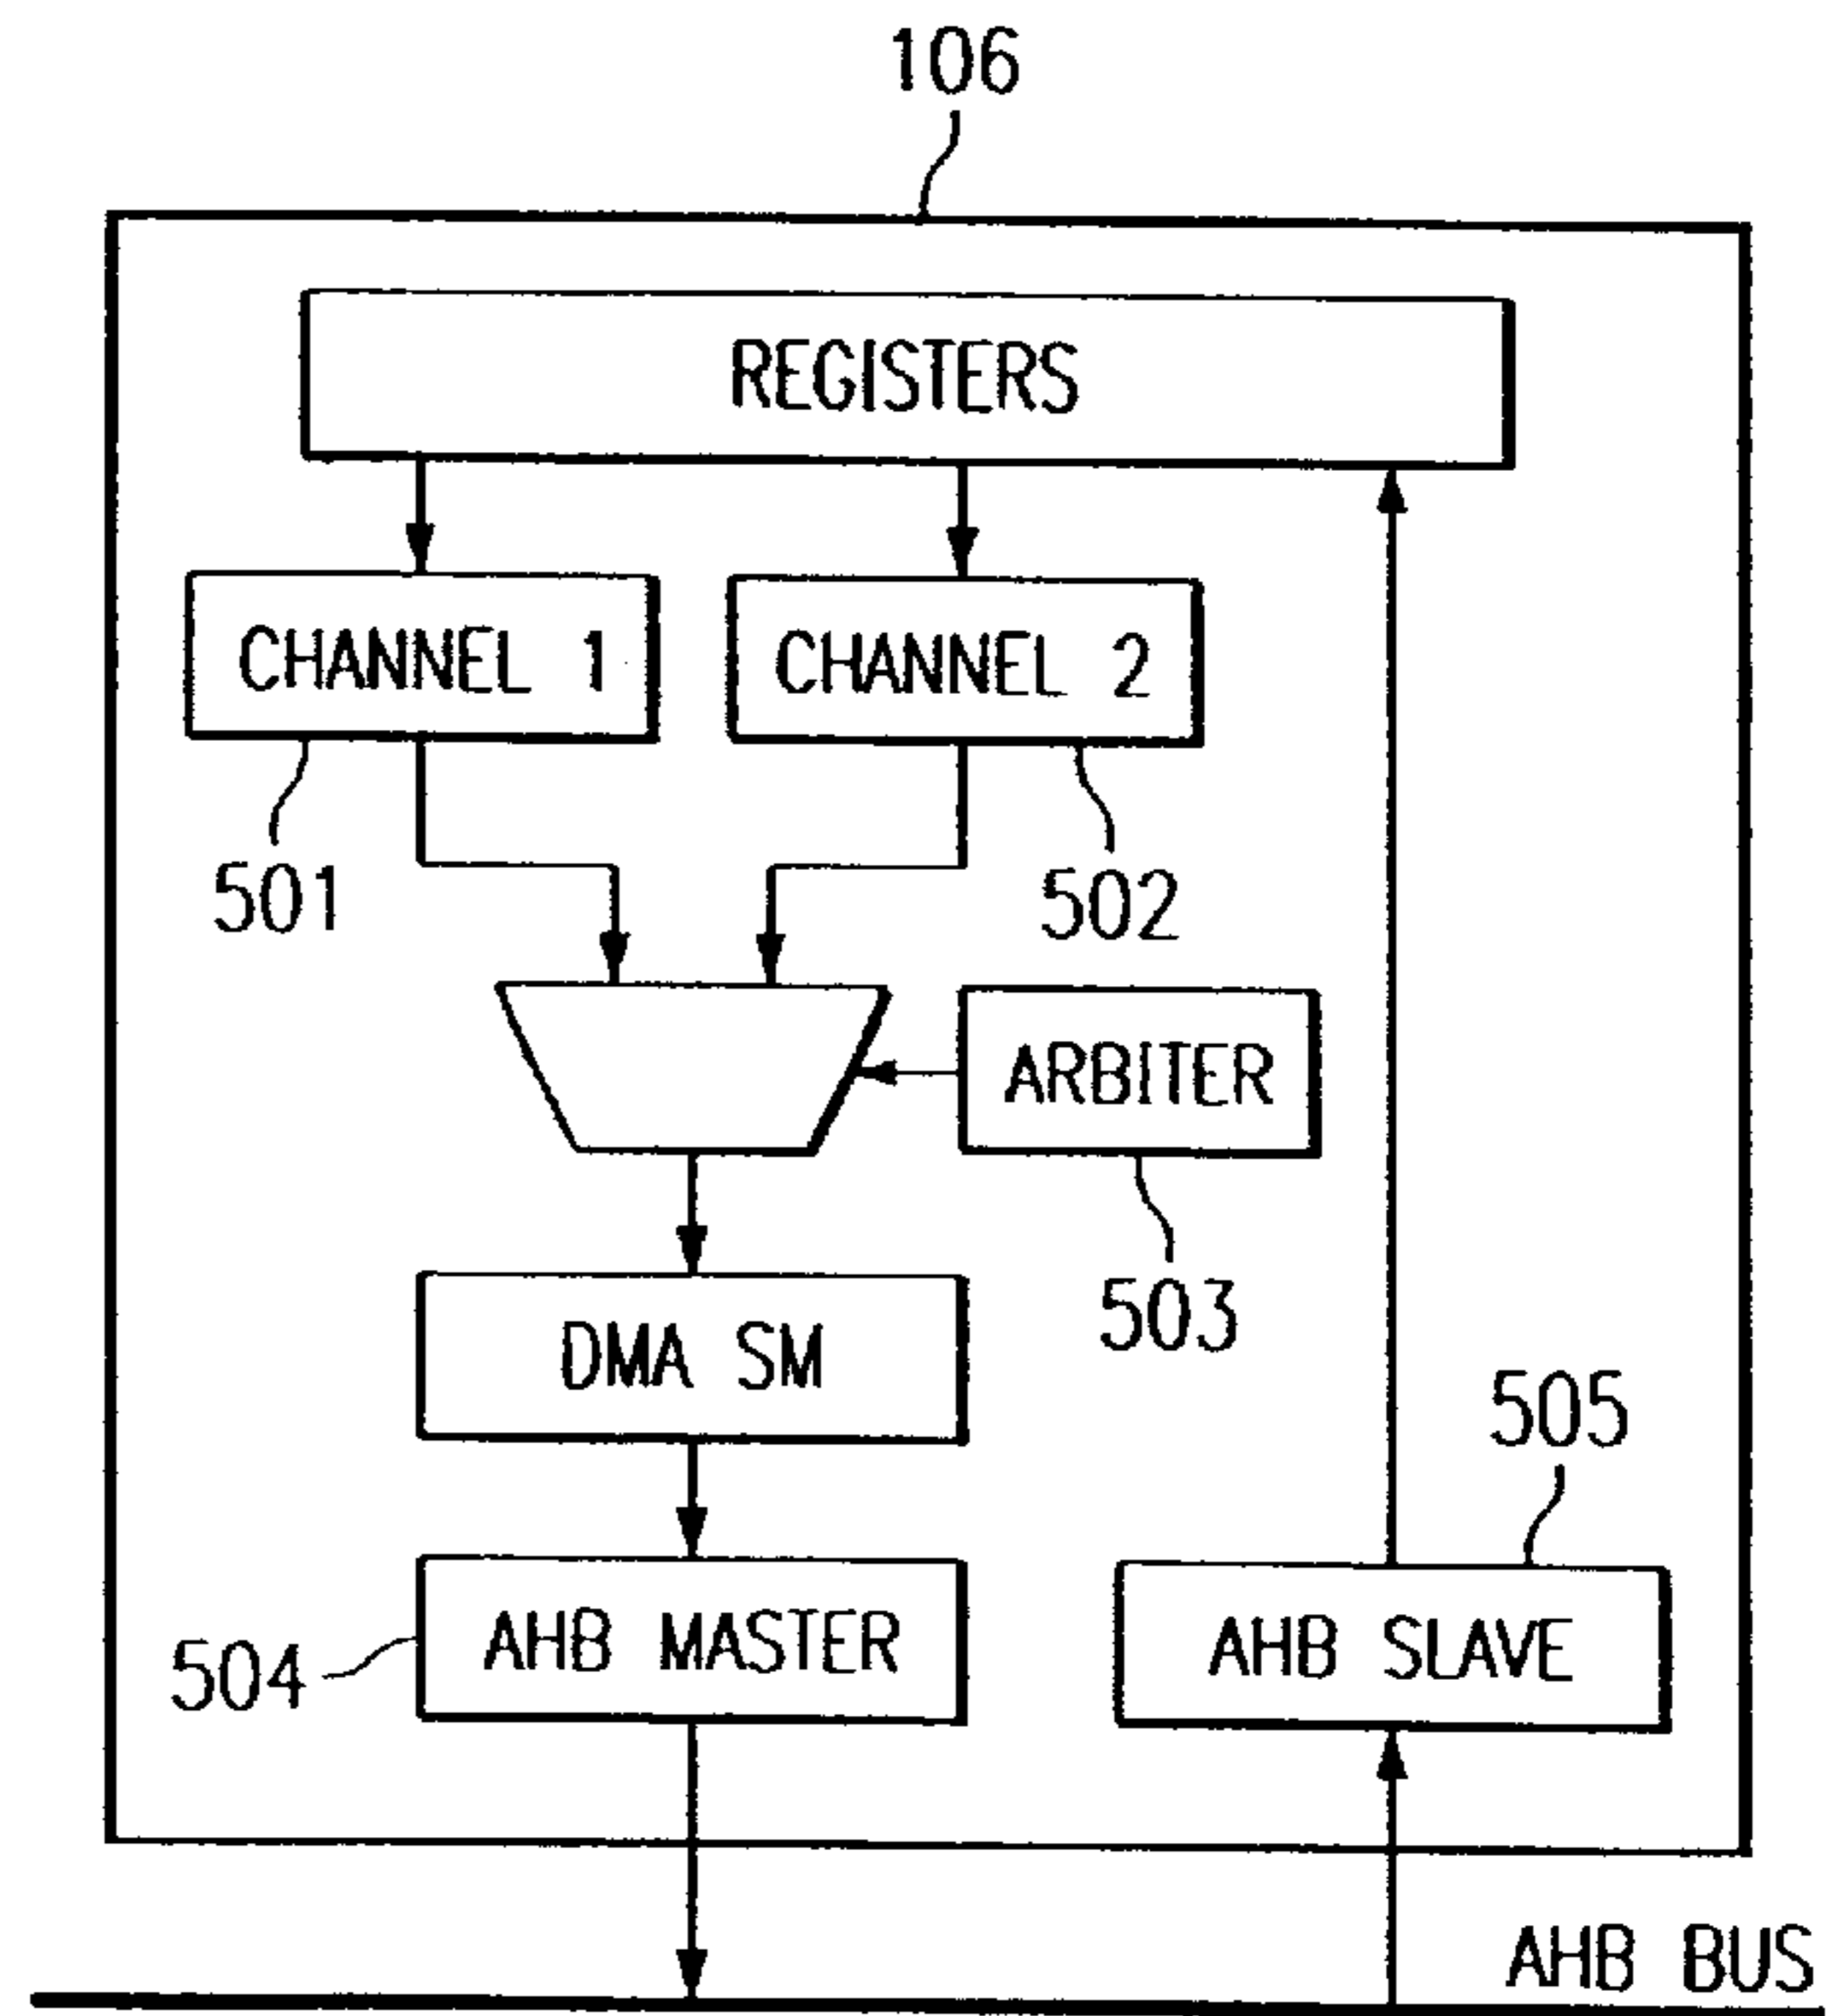 106
REGISTERS
CHANNEL 1
CHANNEL 2
501
502
ARBITER
503
DMA SM
505
AHB MASTER
AHB SLAVE
504
AHB BUS